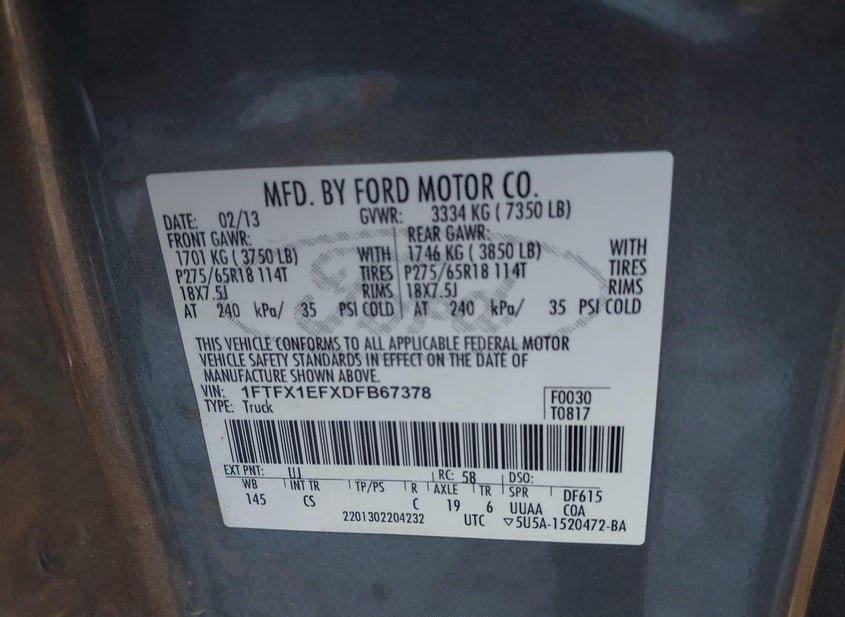 MFD. BY FORD MOTOR CO.
DATE: 02/13 GVWR: 3334 KG ( 7350 LB)
FRONT GAWR: REAR GAWR:
1701 KG ( 3750 LB) WITH 1746 KG ( 3850 LB) WITH
P275/65R18 114T TIRES P275/65R18 114T TIRES
18X7.5J RIMS 18X7.5J RIMS
AT 240 kPa/ 35 PSI COLD AT 240 kPa/ 35 PSI COLD
Ford
THIS VEHICLE CONFORMS TO ALL APPLICABLE FEDERAL MOTOR
VEHICLE SAFETY STANDARDS IN EFFECT ON THE DATE OF
MANUFACTURE SHOWN ABOVE.
VIN: 1FTFX1EFXDFB67378 F0030
TYPE: Truck T0817
EXT PNT: UJ RC: 58 DSO:
WB INT TR TP/PS R AXLE TR SPR DF615
145 CS C 19 6 UUAA COA
2201302204232 UTC ▽5U5A-1520472-BA